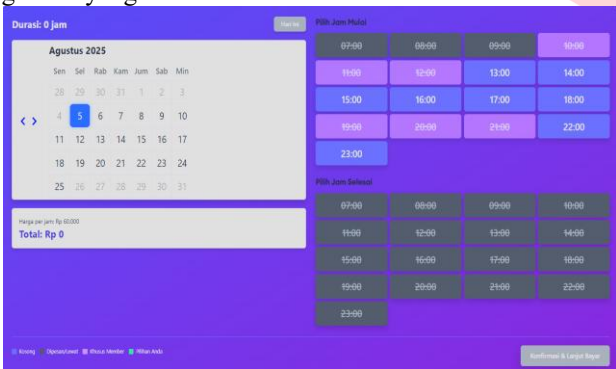 Durasi: 0 jam
Hari Ini
Agustus 2025
Sen Sel Rab Kam Jum Sab Min
28 29 30 31 1 2 3
4 5 6 7 8 9 10
11 12 13 14 15 16 17
18 19 20 21 22 23 24
25 26 27 28 29 30 31
Harga per jam: Rp 60.000
Total: Rp 0
Pilih Jam Mulai
07:00 08:00 09:00 10:00
11:00 12:00 13:00 14:00
15:00 16:00 17:00 18:00
19:00 20:00 21:00 22:00
23:00
Pilih Jam Selesai
07:00 08:00 09:00 10:00
11:00 12:00 13:00 14:00
15:00 16:00 17:00 18:00
19:00 20:00 21:00 22:00
23:00
Kosong Dipesan/Lewat Khusus Member Pilihan Anda
Konfirmasi & Lanjut Bayar